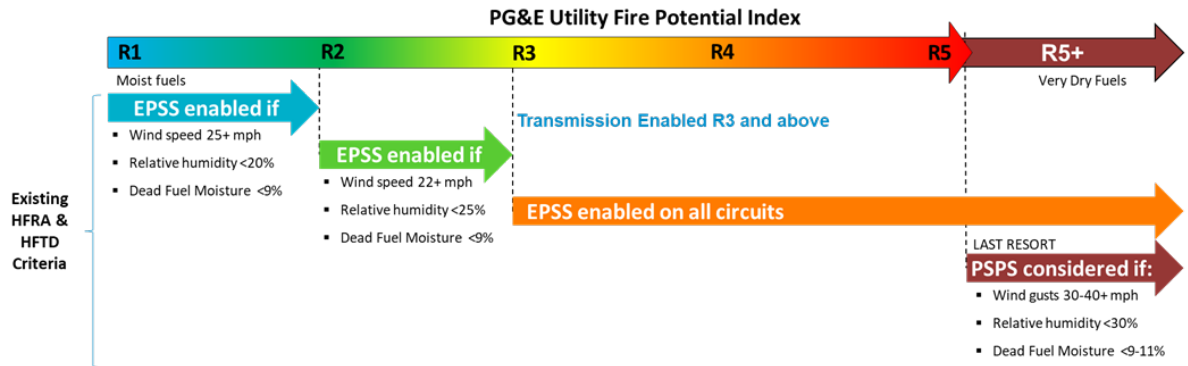 PG&E Utility Fire Potential Index
R1 R2 R3 R4 R5 R5+
Moist fuels
Very Dry Fuels
EPSS enabled if
▪ Wind speed 25+ mph
▪ Relative humidity <20%
▪ Dead Fuel Moisture <9%
Transmission Enabled R3 and above
EPSS enabled if
▪ Wind speed 22+ mph
▪ Relative humidity <25%
▪ Dead Fuel Moisture <9%
Existing
HFRA &
HFTD
Criteria
EPSS enabled on all circuits
LAST RESORT
PSPS considered if:
▪ Wind gusts 30-40+ mph
▪ Relative humidity <30%
▪ Dead Fuel Moisture <9-11%